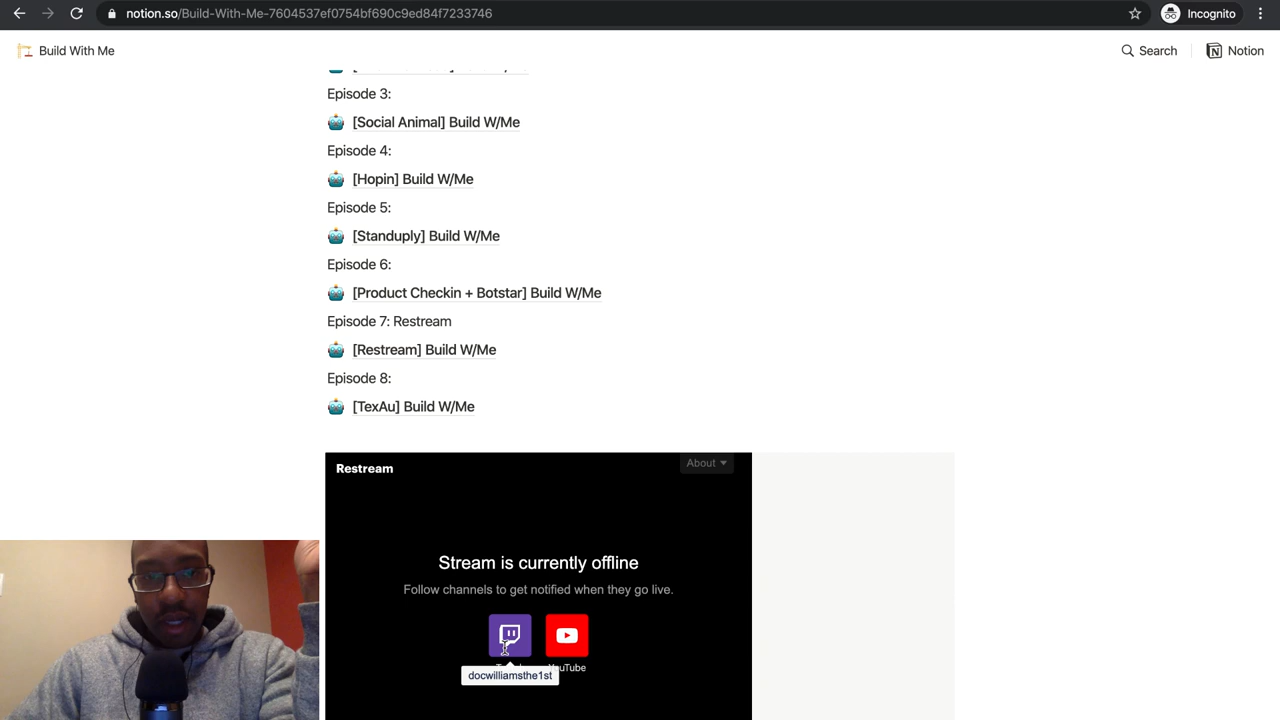 notion.so/Build-With-Me-7604537ef0754bf690c9ed84f7233746
Incognito
Build With Me
Search
Notion
Episode 3:
[Social Animal] Build W/Me
Episode 4:
[Hopin] Build W/Me
Episode 5:
[Standuply] Build W/Me
Episode 6:
[Product Checkin + Botstar] Build W/Me
Episode 7: Restream
[Restream] Build W/Me
Episode 8:
[TexAu] Build W/Me
Restream
About
Stream is currently offline
Follow channels to get notified when they go live.
YouTube
docwilliamsthe1st